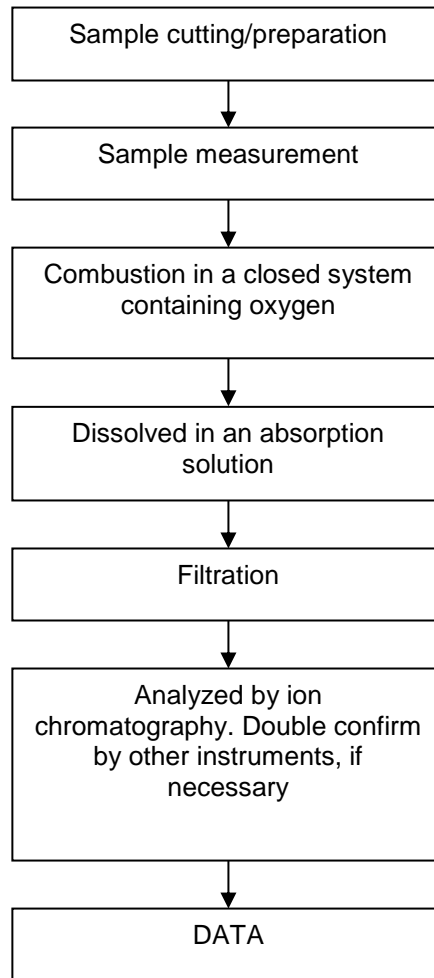 Sample cutting/preparation
Sample measurement
Combustion in a closed system
containing oxygen
Dissolved in an absorption
solution
Filtration
Analyzed by ion
chromatography. Double confirm
by other instruments, if
necessary
DATA